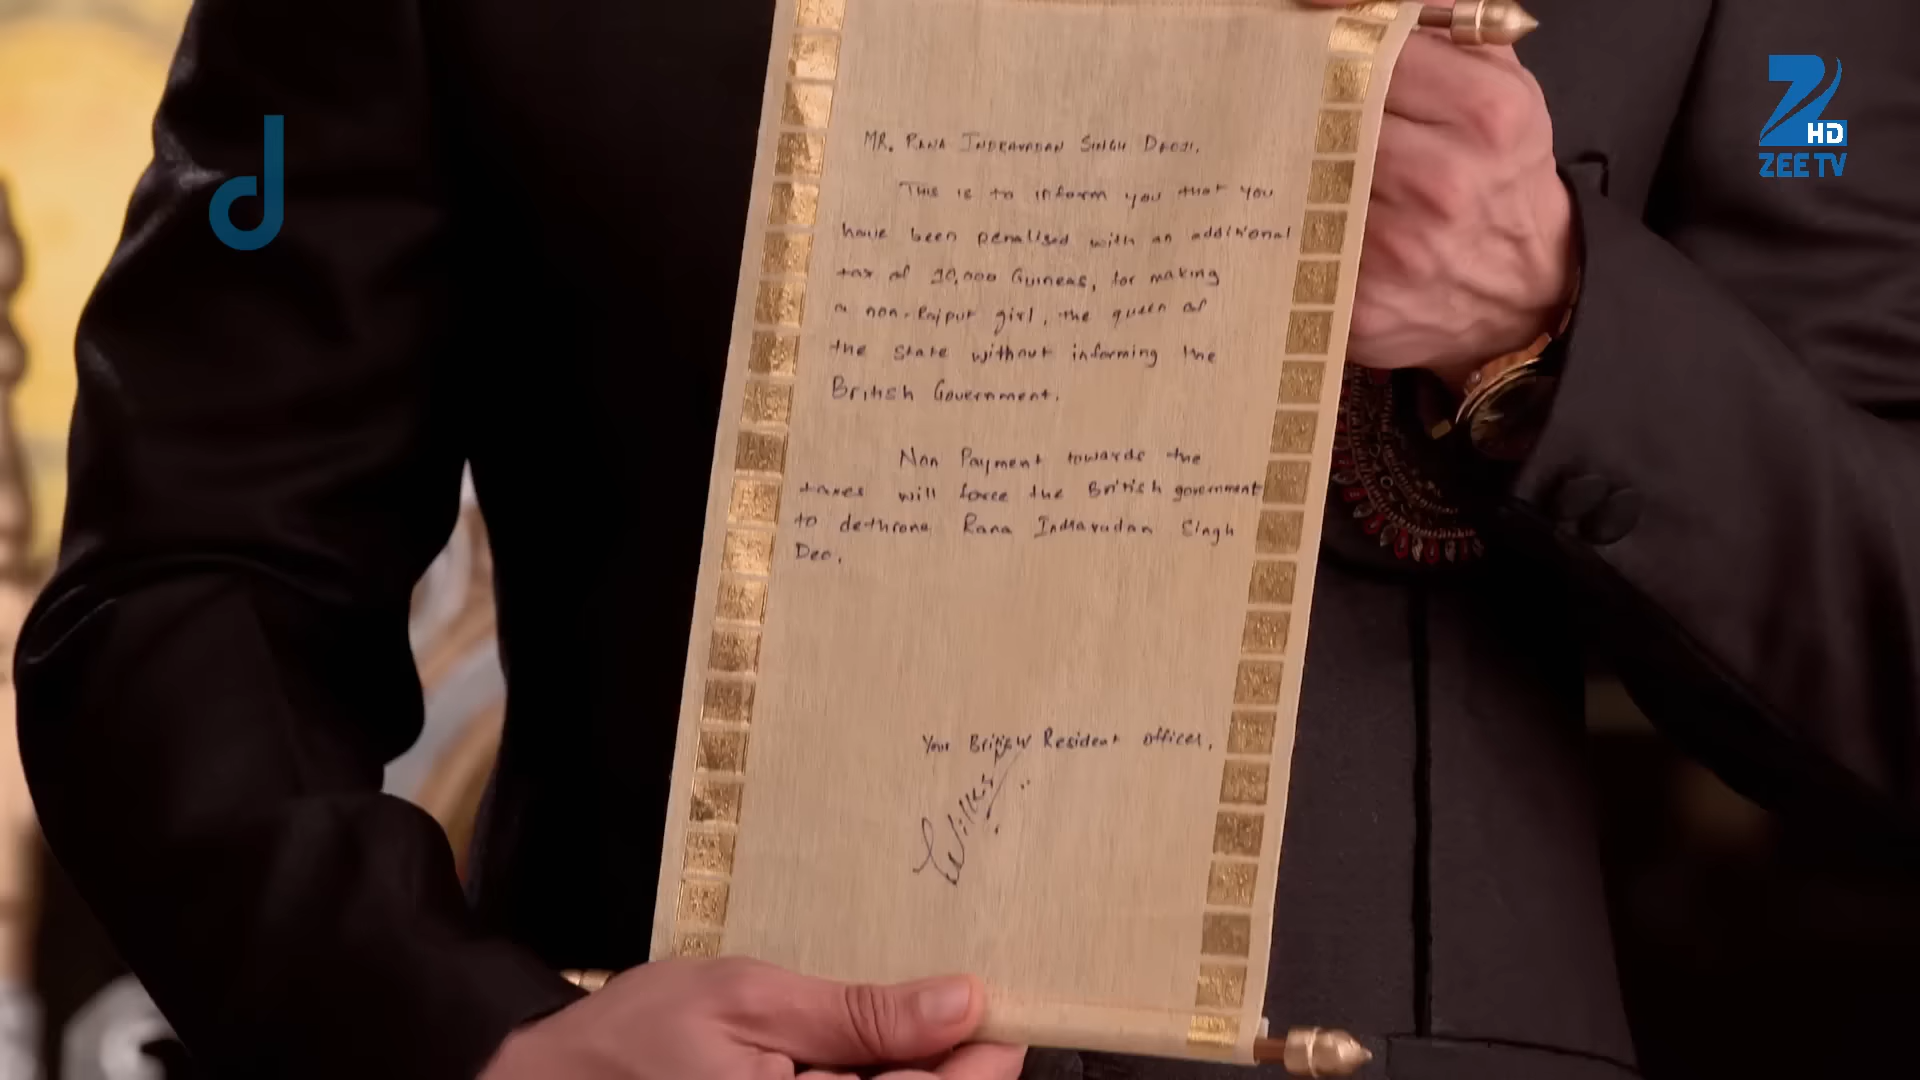 MR. RANA INDRAVADAN SINGH DEOJI.
This is to inform you that you
have been penalised with an additional
tax of 20,000 Guineas, for making
a non-Rajput girl, the queen of
the state without informing the
British Government.
Non Payment towards the
taxes will force the British government
to dethrone Rana Indravadan Singh
Deo.
Your British Resident officer,
Wilkis
d
HD
ZEE TV